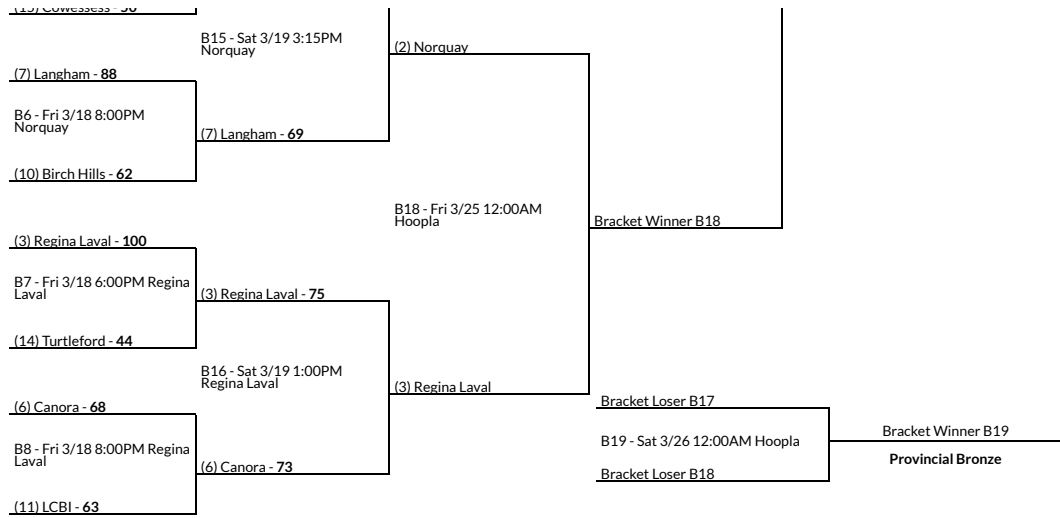 (15) Cowessess - 50
B15 - Sat 3/19 3:15PM
Norquay
(2) Norquay
(7) Langham - 88
B6 - Fri 3/18 8:00PM
Norquay
(7) Langham - 69
(10) Birch Hills - 62
B18 - Fri 3/25 12:00AM
Hoopla
Bracket Winner B18
(3) Regina Laval - 100
B7 - Fri 3/18 6:00PM Regina
Laval
(3) Regina Laval - 75
(14) Turtleford - 44
B16 - Sat 3/19 1:00PM
Regina Laval
(3) Regina Laval
(6) Canora - 68
B8 - Fri 3/18 8:00PM Regina
Laval
(6) Canora - 73
(11) LCBI - 63
Bracket Loser B17
B19 - Sat 3/26 12:00AM Hoopla
Bracket Loser B18
Bracket Winner B19
Provincial Bronze